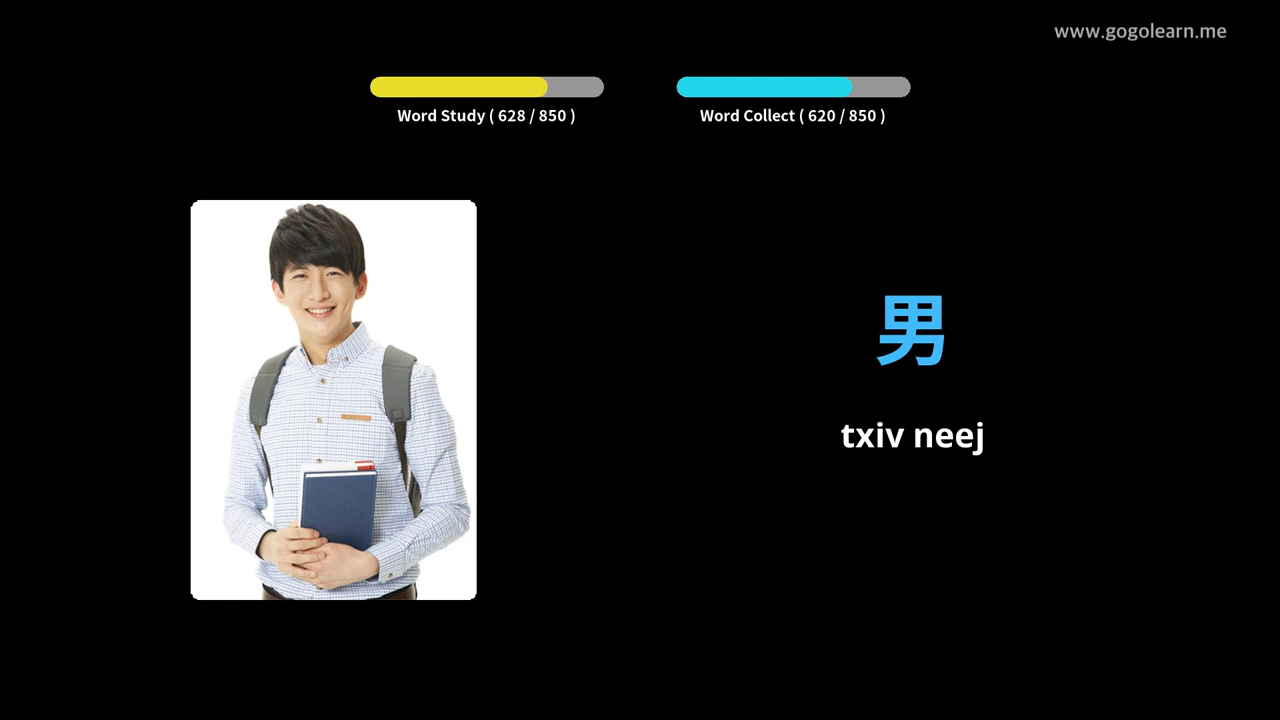 www.gogolearn.me
Word Study ( 628 / 850 )
Word Collect ( 620 / 850 )
男
txiv neej